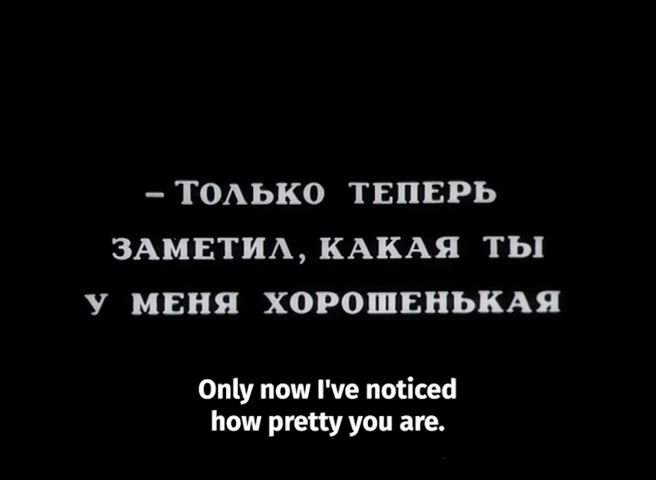 – Только теперь
заметил, какая ты
у меня хорошенькая
Only now I've noticed
how pretty you are.